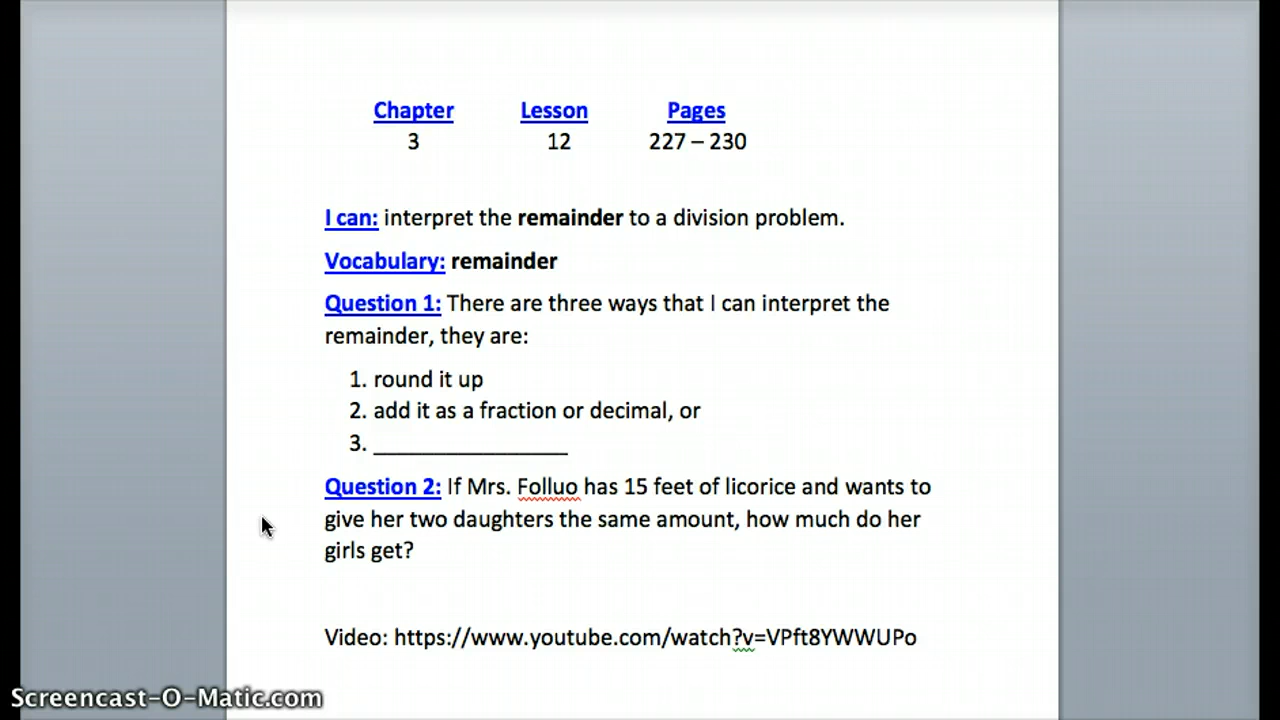 Chapter Lesson Pages
3 12 227 – 230
I can: interpret the remainder to a division problem.
Vocabulary: remainder
Question 1: There are three ways that I can interpret the
remainder, they are:
1. round it up
2. add it as a fraction or decimal, or
3. ________________
Question 2: If Mrs. Folluo has 15 feet of licorice and wants to
give her two daughters the same amount, how much do her
girls get?
Video: https://www.youtube.com/watch?v=VPft8YWWUPo
Screencast-O-Matic.com